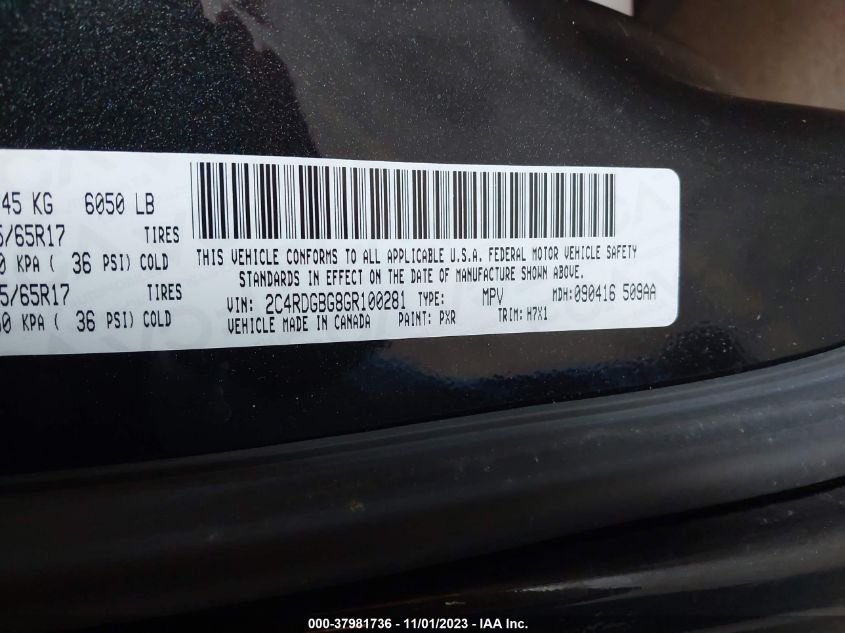 45 KG 6050 LB
5/65R17 TIRES
0 KPA ( 36 PSI) COLD
5/65R17 TIRES
0 KPA ( 36 PSI) COLD
THIS VEHICLE CONFORMS TO ALL APPLICABLE U.S.A. FEDERAL MOTOR VEHICLE SAFETY
STANDARDS IN EFFECT ON THE DATE OF MANUFACTURE SHOWN ABOVE.
VIN: 2C4RDGBG8GR100281 TYPE: MPV MDH:090416 509AA
VEHICLE MADE IN CANADA PAINT: PXR TRIM: H7X1
000-37981736 - 11/01/2023 - IAA Inc.